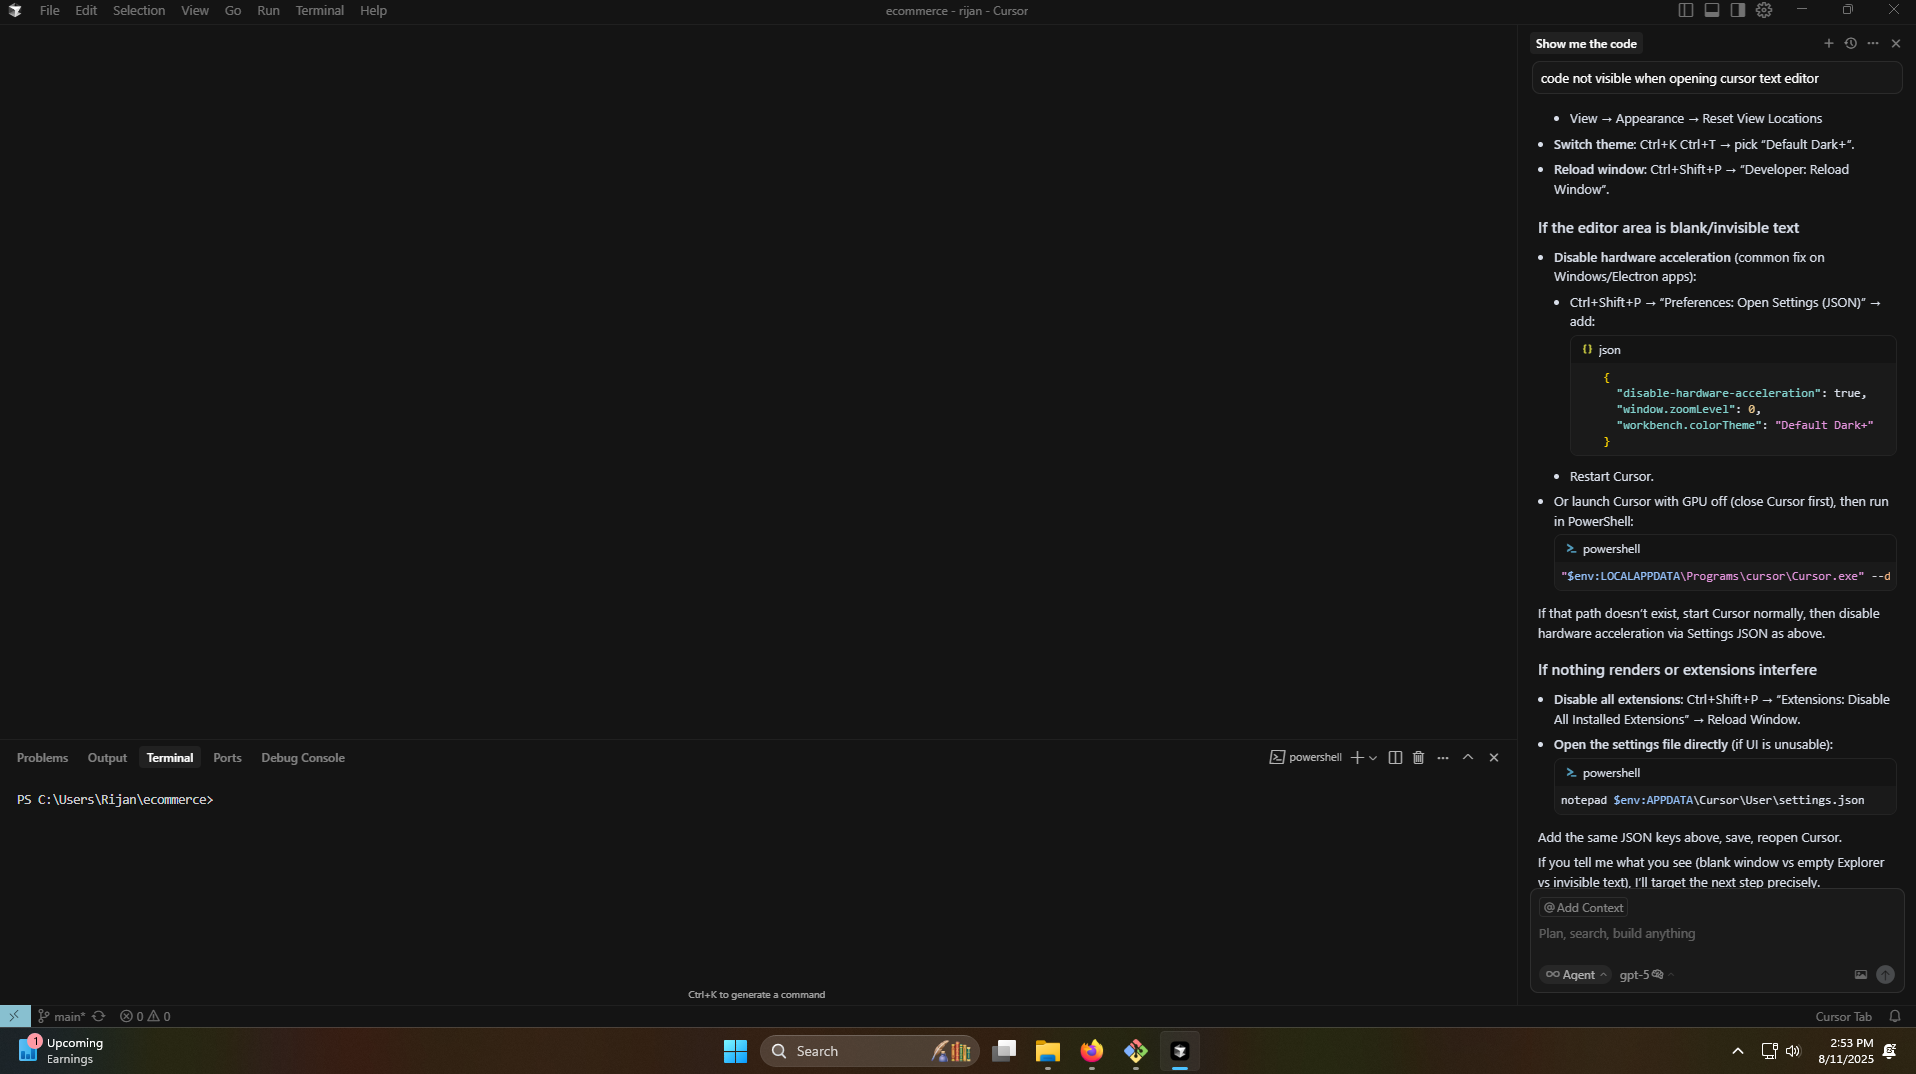 File Edit Selection View Go Run Terminal Help
ecommerce - rijan - Cursor
Show me the code
code not visible when opening cursor text editor
• View → Appearance → Reset View Locations
• Switch theme: Ctrl+K Ctrl+T → pick “Default Dark+”.
• Reload window: Ctrl+Shift+P → “Developer: Reload
Window”.
If the editor area is blank/invisible text
• Disable hardware acceleration (common fix on
Windows/Electron apps):
• Ctrl+Shift+P → “Preferences: Open Settings (JSON)” →
add:
{} json
{
"disable-hardware-acceleration": true,
"window.zoomLevel": 0,
"workbench.colorTheme": "Default Dark+"
}
• Restart Cursor.
• Or launch Cursor with GPU off (close Cursor first), then run
in PowerShell:
powershell
"$env:LOCALAPPDATA\Programs\cursor\Cursor.exe" --d
If that path doesn’t exist, start Cursor normally, then disable
hardware acceleration via Settings JSON as above.
If nothing renders or extensions interfere
• Disable all extensions: Ctrl+Shift+P → “Extensions: Disable
All Installed Extensions” → Reload Window.
• Open the settings file directly (if UI is unusable):
powershell
notepad $env:APPDATA\Cursor\User\settings.json
Add the same JSON keys above, save, reopen Cursor.
If you tell me what you see (blank window vs empty Explorer
vs invisible text), I’ll target the next step precisely.
@ Add Context
Plan, search, build anything
Agent gpt-5
Problems Output Terminal Ports Debug Console
powershell
PS C:\Users\Rijan\ecommerce>
Ctrl+K to generate a command
main* 0 0
Cursor Tab
1
Upcoming
Earnings
Search
2:53 PM
8/11/2025